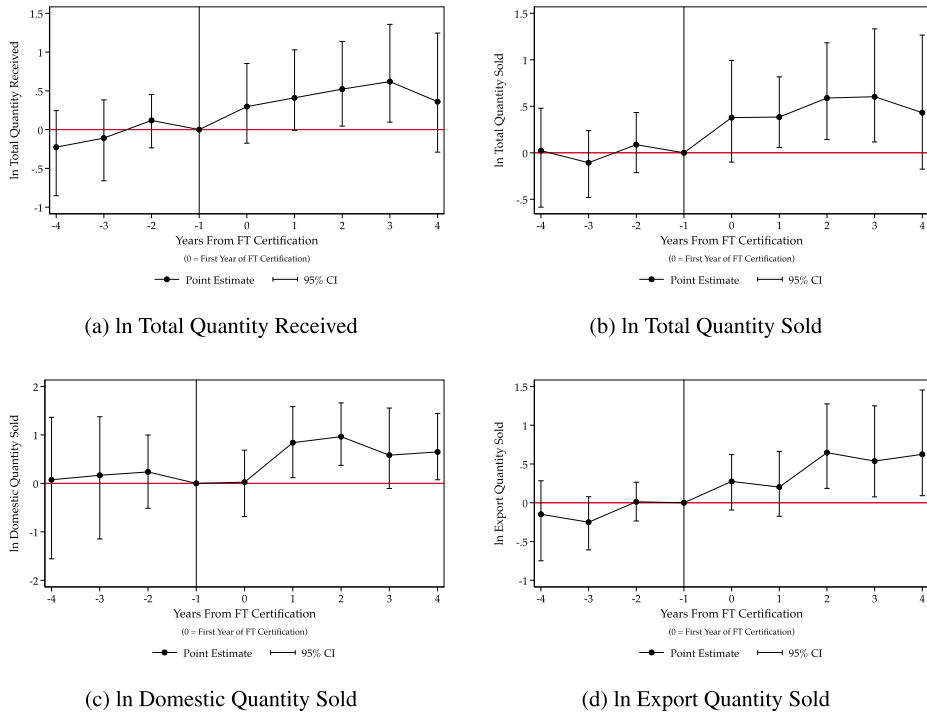 1.5
1
.5
0
-.5
-1
ln Total Quantity Received
-4 -3 -2 -1 0 1 2 3 4
Years From FT Certification
(0 = First Year of FT Certification)
Point Estimate 95% CI
(a) ln Total Quantity Received
1.5
1
.5
0
-.5
ln Total Quantity Sold
-4 -3 -2 -1 0 1 2 3 4
Years From FT Certification
(0 = First Year of FT Certification)
Point Estimate 95% CI
(b) ln Total Quantity Sold
2
1
0
-1
-2
ln Domestic Quantity Sold
-4 -3 -2 -1 0 1 2 3 4
Years From FT Certification
(0 = First Year of FT Certification)
Point Estimate 95% CI
(c) ln Domestic Quantity Sold
1.5
1
.5
0
-.5
-1
ln Export Quantity Sold
-4 -3 -2 -1 0 1 2 3 4
Years From FT Certification
(0 = First Year of FT Certification)
Point Estimate 95% CI
(d) ln Export Quantity Sold